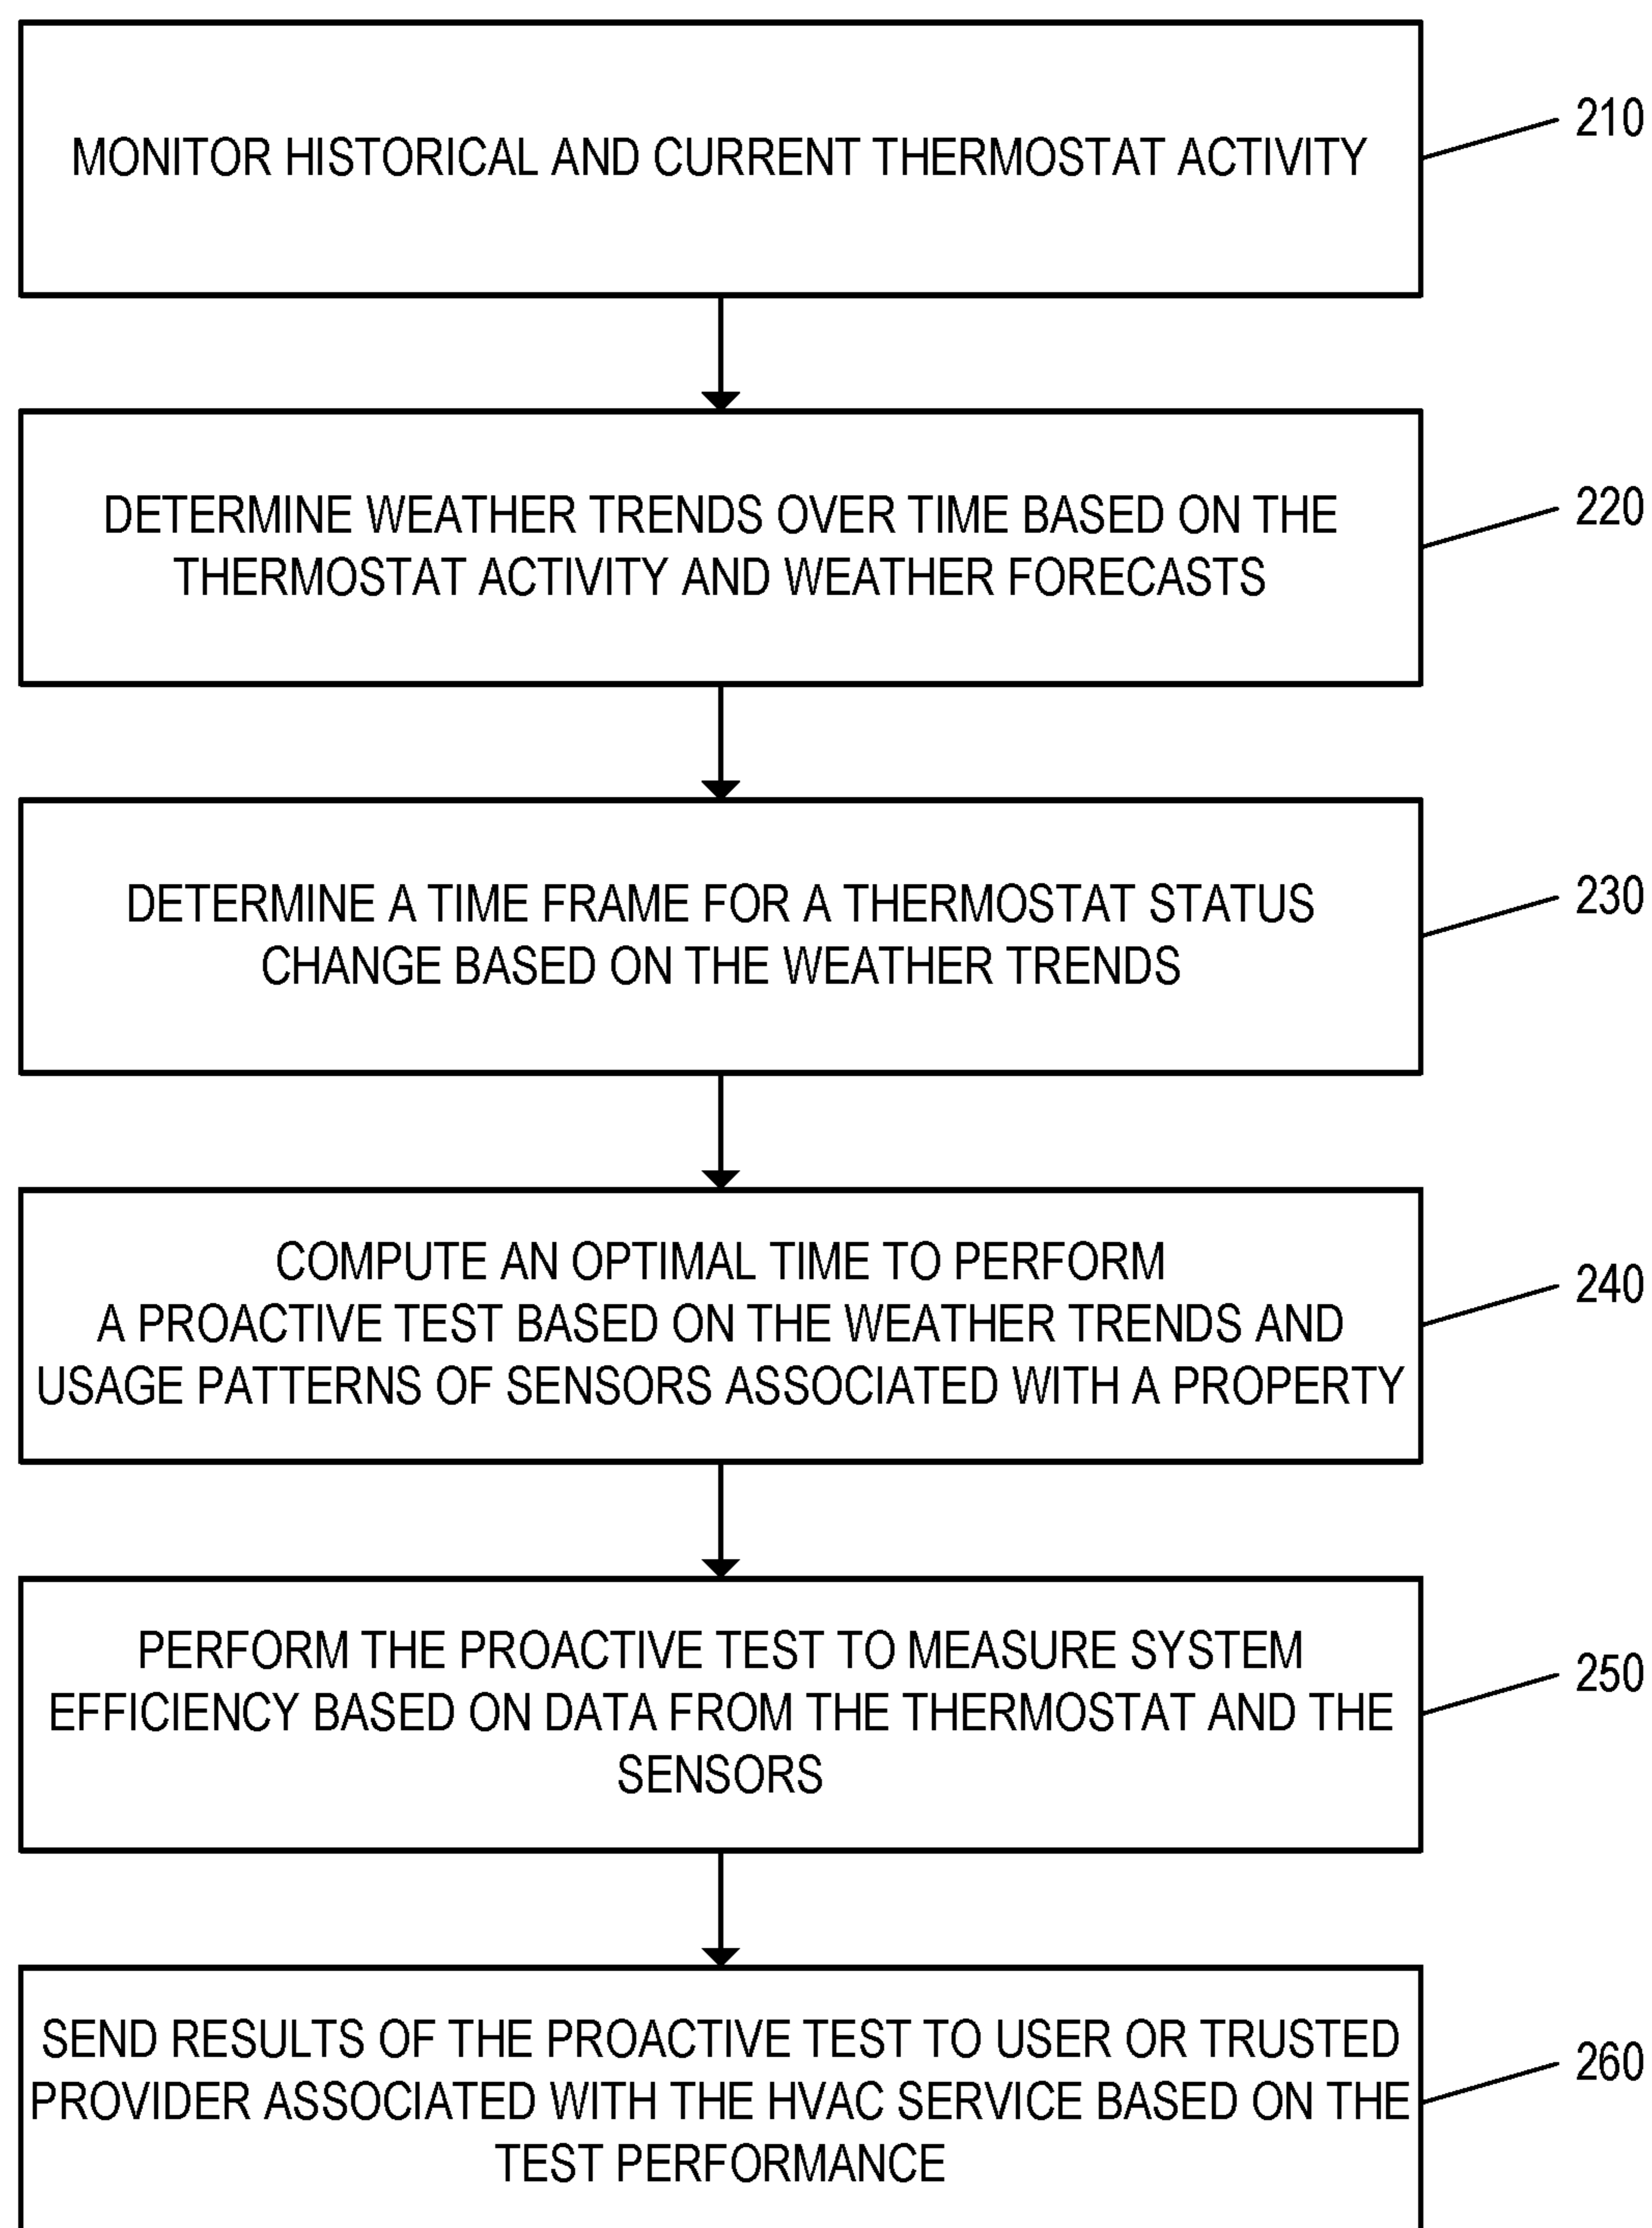 MONITOR HISTORICAL AND CURRENT THERMOSTAT ACTIVITY
210
DETERMINE WEATHER TRENDS OVER TIME BASED ON THE
THERMOSTAT ACTIVITY AND WEATHER FORECASTS
220
DETERMINE A TIME FRAME FOR A THERMOSTAT STATUS
CHANGE BASED ON THE WEATHER TRENDS
230
COMPUTE AN OPTIMAL TIME TO PERFORM
A PROACTIVE TEST BASED ON THE WEATHER TRENDS AND
USAGE PATTERNS OF SENSORS ASSOCIATED WITH A PROPERTY
240
PERFORM THE PROACTIVE TEST TO MEASURE SYSTEM
EFFICIENCY BASED ON DATA FROM THE THERMOSTAT AND THE
SENSORS
250
SEND RESULTS OF THE PROACTIVE TEST TO USER OR TRUSTED
PROVIDER ASSOCIATED WITH THE HVAC SERVICE BASED ON THE
TEST PERFORMANCE
260